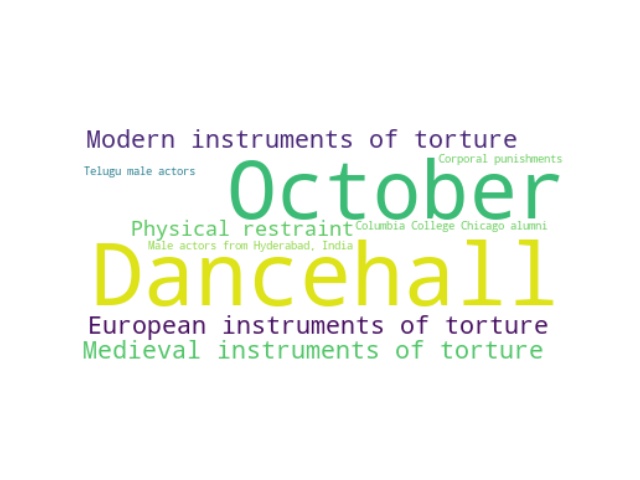 Modern instruments of torture
Corporal punishments
Telugu male actors
October
Physical restraint
Columbia College Chicago alumni
Male actors from Hyderabad, India
Dancehall
European instruments of torture
Medieval instruments of torture